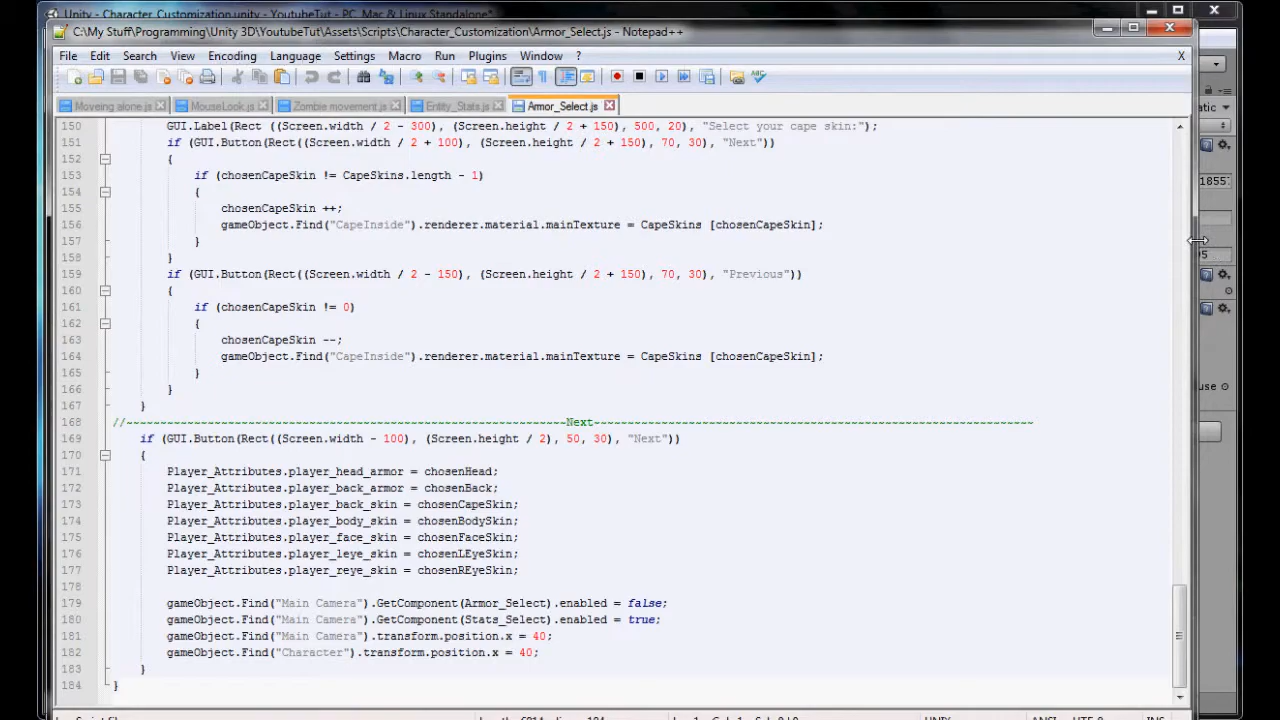 Unity - Character_Customization.unity - YoutubeTut - PC, Mac & Linux Standalone*
C:\My Stuff\Programming\Unity 3D\YoutubeTut\Assets\Scripts\Character_Customization\Armor_Select.js - Notepad++
File Edit Search View Encoding Language Settings Macro Run Plugins Window ? X
Moveing alone.js MouseLook.js Zombie movement.js Entity_Stats.js Armor_Select.js
150 GUI.Label(Rect ((Screen.width / 2 - 300), (Screen.height / 2 + 150), 500, 20), "Select your cape skin:");
151 if (GUI.Button(Rect((Screen.width / 2 + 100), (Screen.height / 2 + 150), 70, 30), "Next"))
152 {
153 if (chosenCapeSkin != CapeSkins.length - 1)
154 {
155 chosenCapeSkin ++;
156 gameObject.Find("CapeInside").renderer.material.mainTexture = CapeSkins [chosenCapeSkin];
157 }
158 }
159 if (GUI.Button(Rect((Screen.width / 2 - 150), (Screen.height / 2 + 150), 70, 30), "Previous"))
160 {
161 if (chosenCapeSkin != 0)
162 {
163 chosenCapeSkin --;
164 gameObject.Find("CapeInside").renderer.material.mainTexture = CapeSkins [chosenCapeSkin];
165 }
166 }
167 }
168 //~~~~~~~~~~~~~~~~~~~~~~~~~~~~~~~~~~~~~~~~~~~~~~~~~~~~~~~~~~~~~~~~~Next~~~~~~~~~~~~~~~~~~~~~~~~~~~~~~~~~~~~~~~~~~~~~~~~~~~~~~~~~~~~~~~~~
169 if (GUI.Button(Rect((Screen.width - 100), (Screen.height / 2), 50, 30), "Next"))
170 {
171 Player_Attributes.player_head_armor = chosenHead;
172 Player_Attributes.player_back_armor = chosenBack;
173 Player_Attributes.player_back_skin = chosenCapeSkin;
174 Player_Attributes.player_body_skin = chosenBodySkin;
175 Player_Attributes.player_face_skin = chosenFaceSkin;
176 Player_Attributes.player_leye_skin = chosenLEyeSkin;
177 Player_Attributes.player_reye_skin = chosenREyeSkin;
178
179 gameObject.Find("Main Camera").GetComponent(Armor_Select).enabled = false;
180 gameObject.Find("Main Camera").GetComponent(Stats_Select).enabled = true;
181 gameObject.Find("Main Camera").transform.position.x = 40;
182 gameObject.Find("Character").transform.position.x = 40;
183 }
184 }